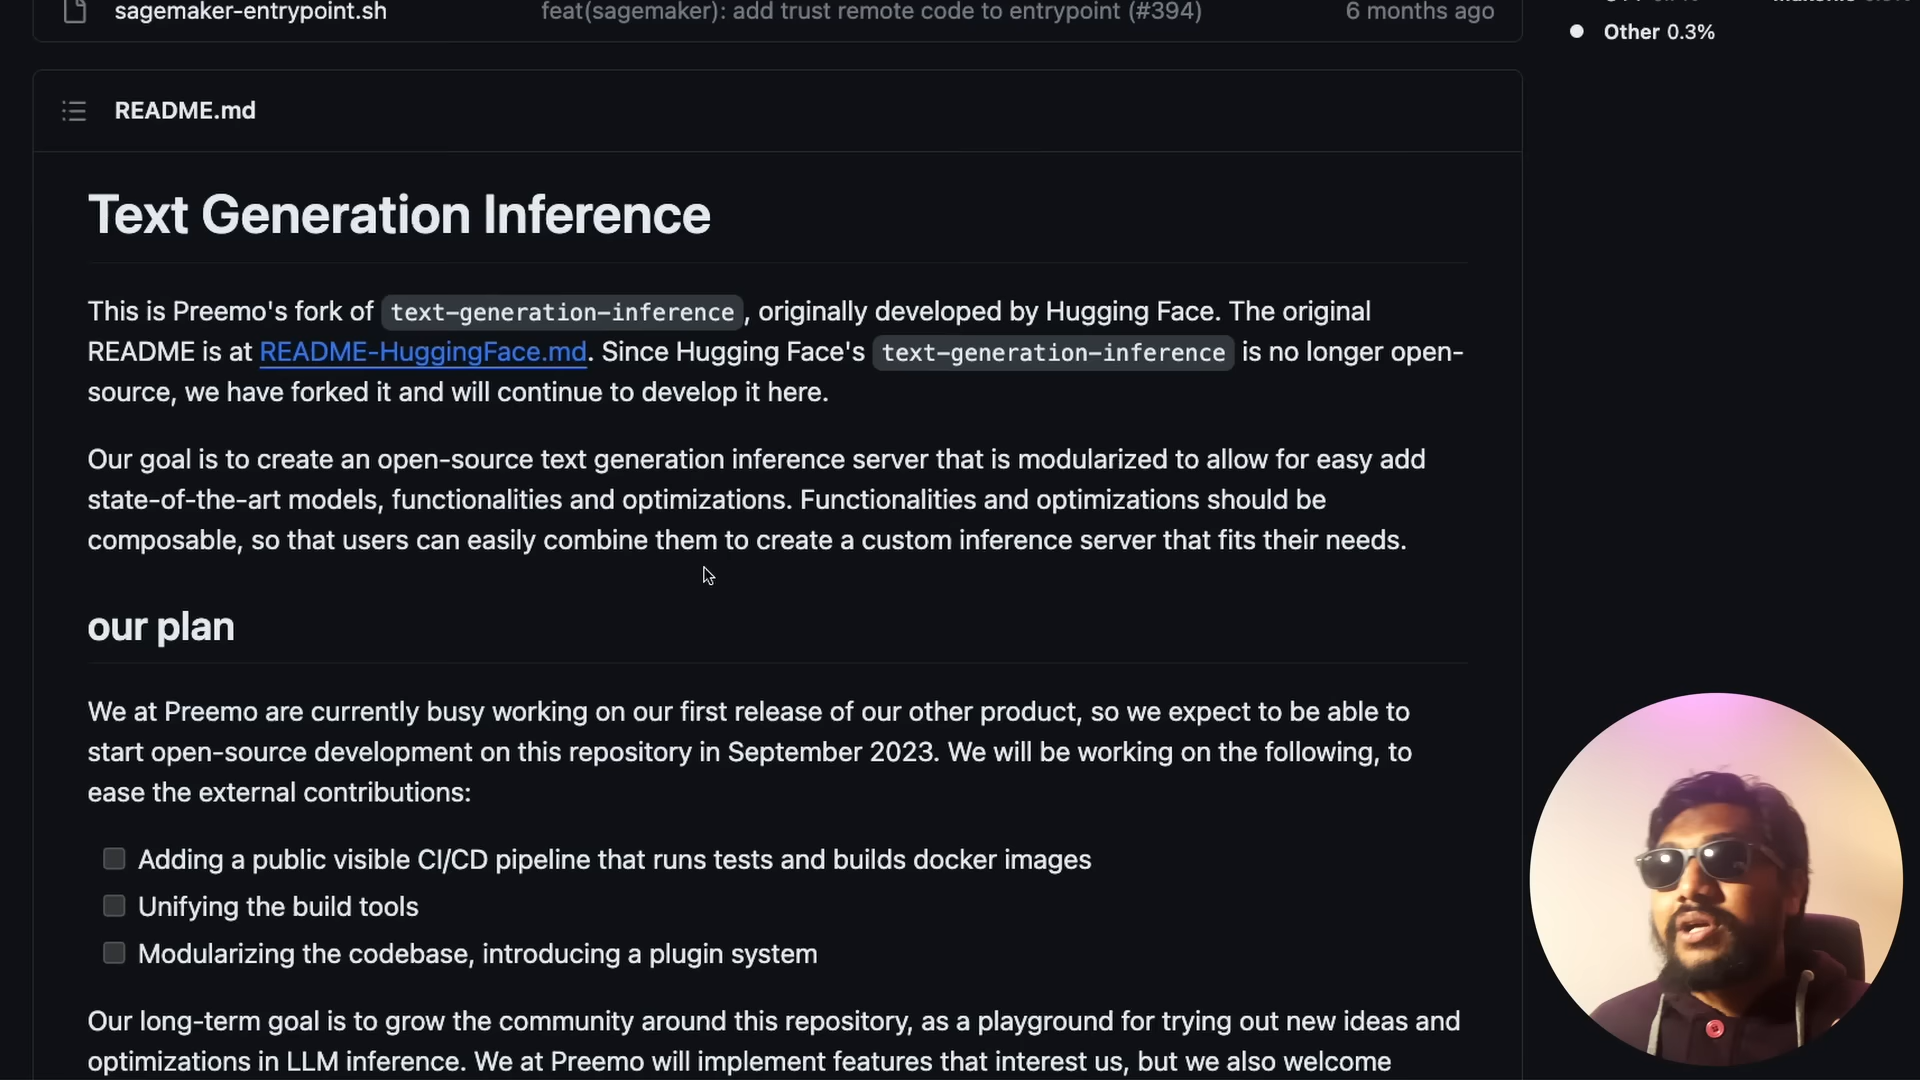 sagemaker-entrypoint.sh feat(sagemaker): add trust remote code to entrypoint (#394) 6 months ago
Other 0.3%
README.md
Text Generation Inference
This is Preemo's fork of text-generation-inference, originally developed by Hugging Face. The original
README is at README-HuggingFace.md. Since Hugging Face's text-generation-inference is no longer open-
source, we have forked it and will continue to develop it here.
Our goal is to create an open-source text generation inference server that is modularized to allow for easy add
state-of-the-art models, functionalities and optimizations. Functionalities and optimizations should be
composable, so that users can easily combine them to create a custom inference server that fits their needs.
our plan
We at Preemo are currently busy working on our first release of our other product, so we expect to be able to
start open-source development on this repository in September 2023. We will be working on the following, to
ease the external contributions:
Adding a public visible CI/CD pipeline that runs tests and builds docker images
Unifying the build tools
Modularizing the codebase, introducing a plugin system
Our long-term goal is to grow the community around this repository, as a playground for trying out new ideas and
optimizations in LLM inference. We at Preemo will implement features that interest us, but we also welcome